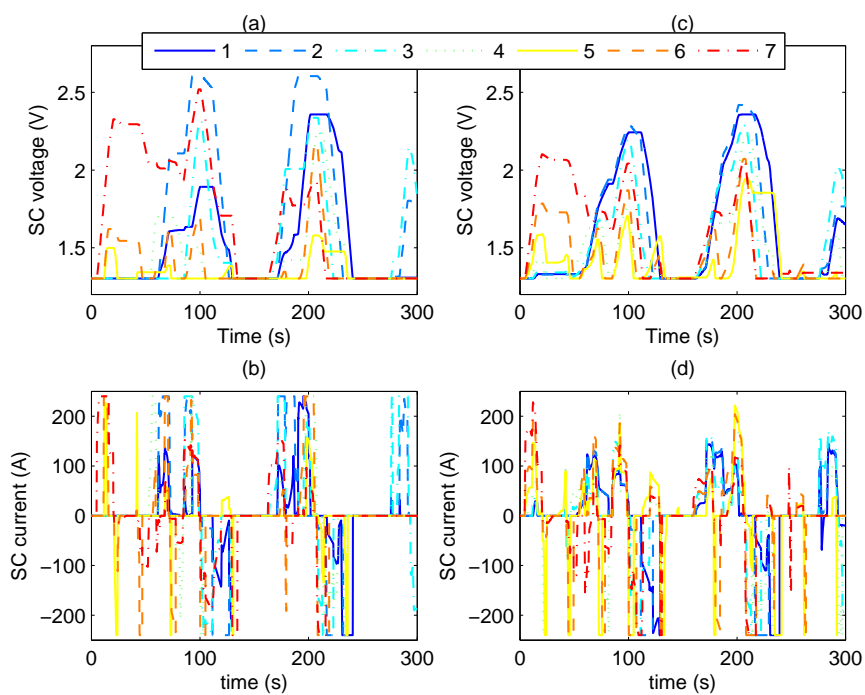 (a)
(c)
1 2 3 4 5 6 7
SC voltage (V)
2.5
2
1.5
0 100 200 300
Time (s)
SC voltage (V)
2.5
2
1.5
0 100 200 300
Time (s)
(b)
(d)
SC current (A)
200
100
0
−100
−200
0 100 200 300
time (s)
SC current (A)
200
100
0
−100
−200
0 100 200 300
time (s)